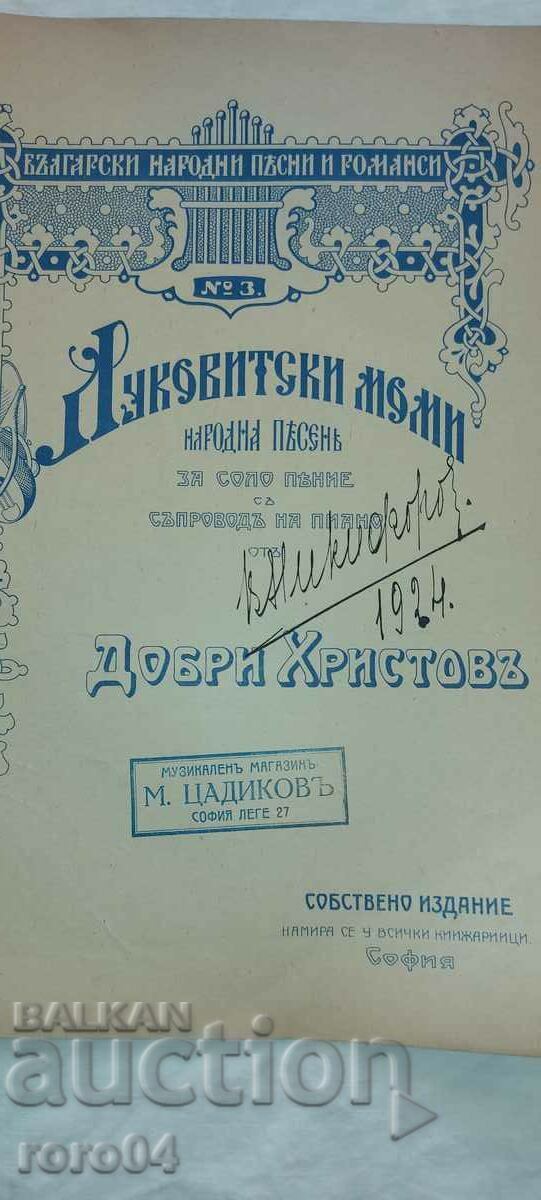 БЪЛГАРСКИ НАРОДНИ ПѢСНИ И РОМАНСИ
№ 3.
ЛУКОВИТСКИ МОМИ
НАРОДНА ПѢСЕНЬ
ЗА СОЛО ПѢНИЕ
СЪ
СЪПРОВОДЪ НА ПИАНО
ОТЪ
В Никифоров
1924.
ДОБРИ ХРИСТОВЪ
МУЗИКАЛЕНЪ МАГАЗИНЪ
М. ЦАДИКОВЪ
СОФИЯ ЛЕГЕ 27
СОБСТВЕНО ИЗДАНИЕ
НАМИРА СЕ У ВСИЧКИ КНИЖАРНИЦИ.
СОФИЯ
BALKAN
auction
roro04